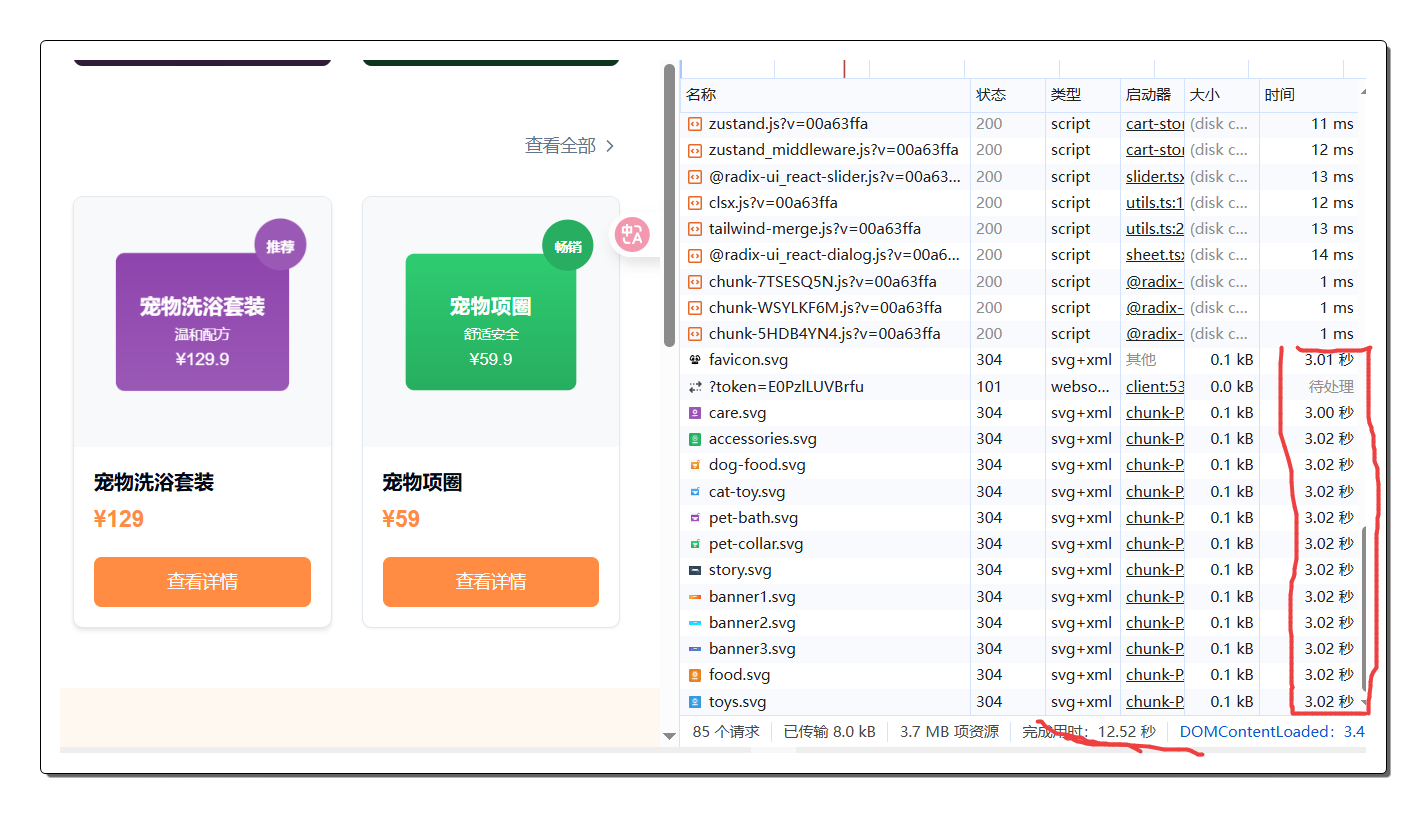 查看全部
推荐
宠物洗浴套装
温和配方
¥129.9
宠物洗浴套装
¥129
查看详情
畅销
宠物项圈
舒适安全
¥59.9
宠物项圈
¥59
查看详情
中A
名称 状态 类型 启动器 大小 时间
zustand.js?v=00a63ffa 200 script cart-stor (disk c... 11 ms
zustand_middleware.js?v=00a63ffa 200 script cart-stor (disk c... 12 ms
@radix-ui_react-slider.js?v=00a63... 200 script slider.tsx (disk c... 13 ms
clsx.js?v=00a63ffa 200 script utils.ts:1 (disk c... 12 ms
tailwind-merge.js?v=00a63ffa 200 script utils.ts:2 (disk c... 13 ms
@radix-ui_react-dialog.js?v=00a6... 200 script sheet.tsx (disk c... 14 ms
chunk-7TSESQ5N.js?v=00a63ffa 200 script @radix- (disk c... 1 ms
chunk-WSYLKF6M.js?v=00a63ffa 200 script @radix- (disk c... 1 ms
chunk-5HDB4YN4.js?v=00a63ffa 200 script @radix- (disk c... 1 ms
favicon.svg 304 svg+xml 其他 0.1 kB 3.01 秒
?token=E0PzlLUVBrfu 101 webso... client:53 0.0 kB 待处理
care.svg 304 svg+xml chunk-P. 0.1 kB 3.00 秒
accessories.svg 304 svg+xml chunk-P. 0.1 kB 3.02 秒
dog-food.svg 304 svg+xml chunk-P. 0.1 kB 3.02 秒
cat-toy.svg 304 svg+xml chunk-P. 0.1 kB 3.02 秒
pet-bath.svg 304 svg+xml chunk-P. 0.1 kB 3.02 秒
pet-collar.svg 304 svg+xml chunk-P. 0.1 kB 3.02 秒
story.svg 304 svg+xml chunk-P. 0.1 kB 3.02 秒
banner1.svg 304 svg+xml chunk-P. 0.1 kB 3.02 秒
banner2.svg 304 svg+xml chunk-P. 0.1 kB 3.02 秒
banner3.svg 304 svg+xml chunk-P. 0.1 kB 3.02 秒
food.svg 304 svg+xml chunk-P. 0.1 kB 3.02 秒
toys.svg 304 svg+xml chunk-P. 0.1 kB 3.02 秒
85 个请求 已传输 8.0 kB 3.7 MB 项资源 完成用时：12.52 秒 DOMContentLoaded：3.4